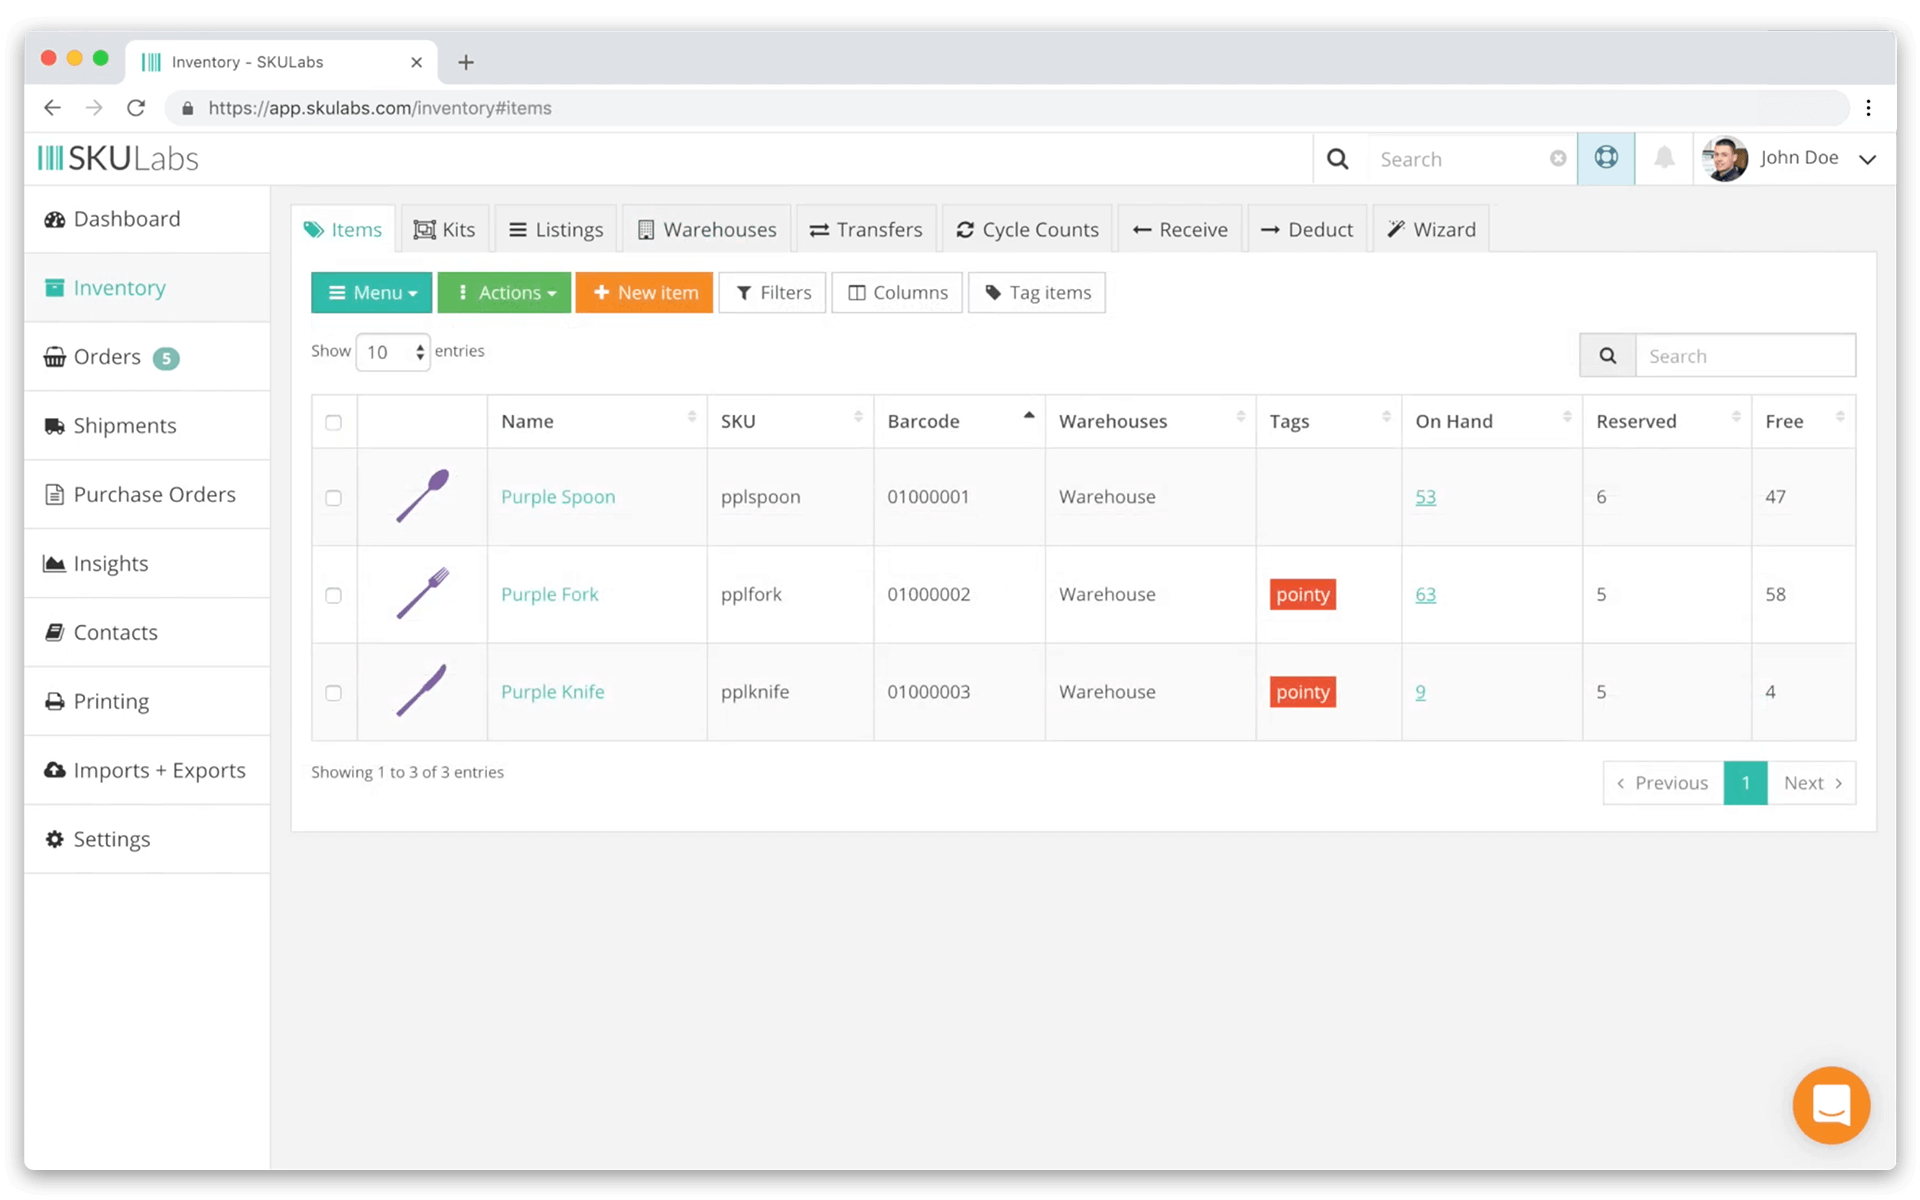 Inventory - SKULabs
https://app.skulabs.com/inventory#items
SKULabs
Search
John Doe
Dashboard
Inventory
Orders 5
Shipments
Purchase Orders
Insights
Contacts
Printing
Imports + Exports
Settings
Items Kits Listings Warehouses Transfers Cycle Counts Receive Deduct Wizard
Menu Actions New item Filters Columns Tag items
Show 10 entries
Search
Name SKU Barcode Warehouses Tags On Hand Reserved Free
Purple Spoon pplspoon 01000001 Warehouse 53 6 47
Purple Fork pplfork 01000002 Warehouse pointy 63 5 58
Purple Knife pplknife 01000003 Warehouse pointy 9 5 4
Showing 1 to 3 of 3 entries
‹ Previous 1 Next ›